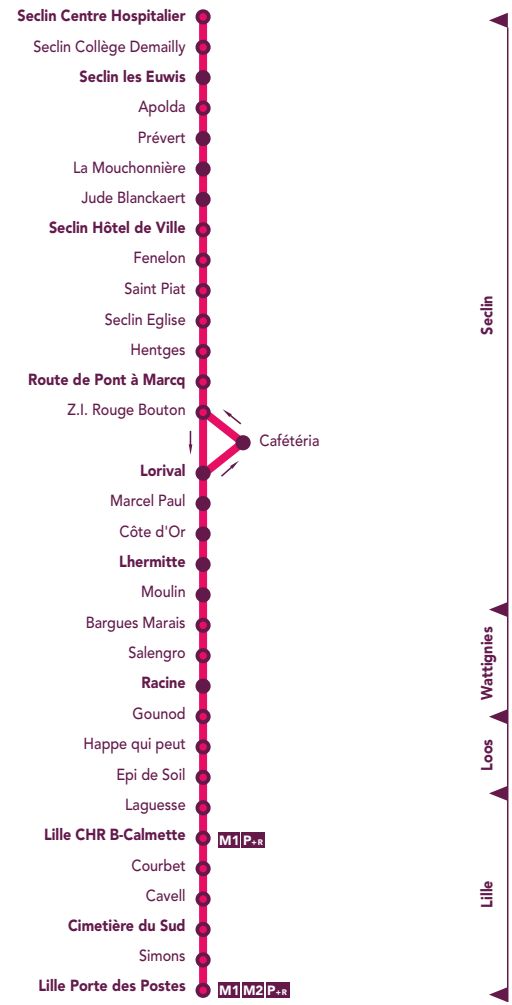 Seclin Centre Hospitalier
Seclin Collège Demailly
Seclin les Euwis
Apolda
Prévert
La Mouchonnière
Jude Blanckaert
Seclin Hôtel de Ville
Fenelon
Saint Piat
Seclin Eglise
Hentges
Route de Pont à Marcq
Z.I. Rouge Bouton
Cafétéria
Lorival
Marcel Paul
Côte d'Or
Lhermitte
Moulin
Bargues Marais
Salengro
Racine
Gounod
Happe qui peut
Epi de Soil
Laguesse
Lille CHR B-Calmette M1 P+R
Courbet
Cavell
Cimetière du Sud
Simons
Lille Porte des Postes M1 M2 P+R
Seclin
Wattignies
Loos
Lille